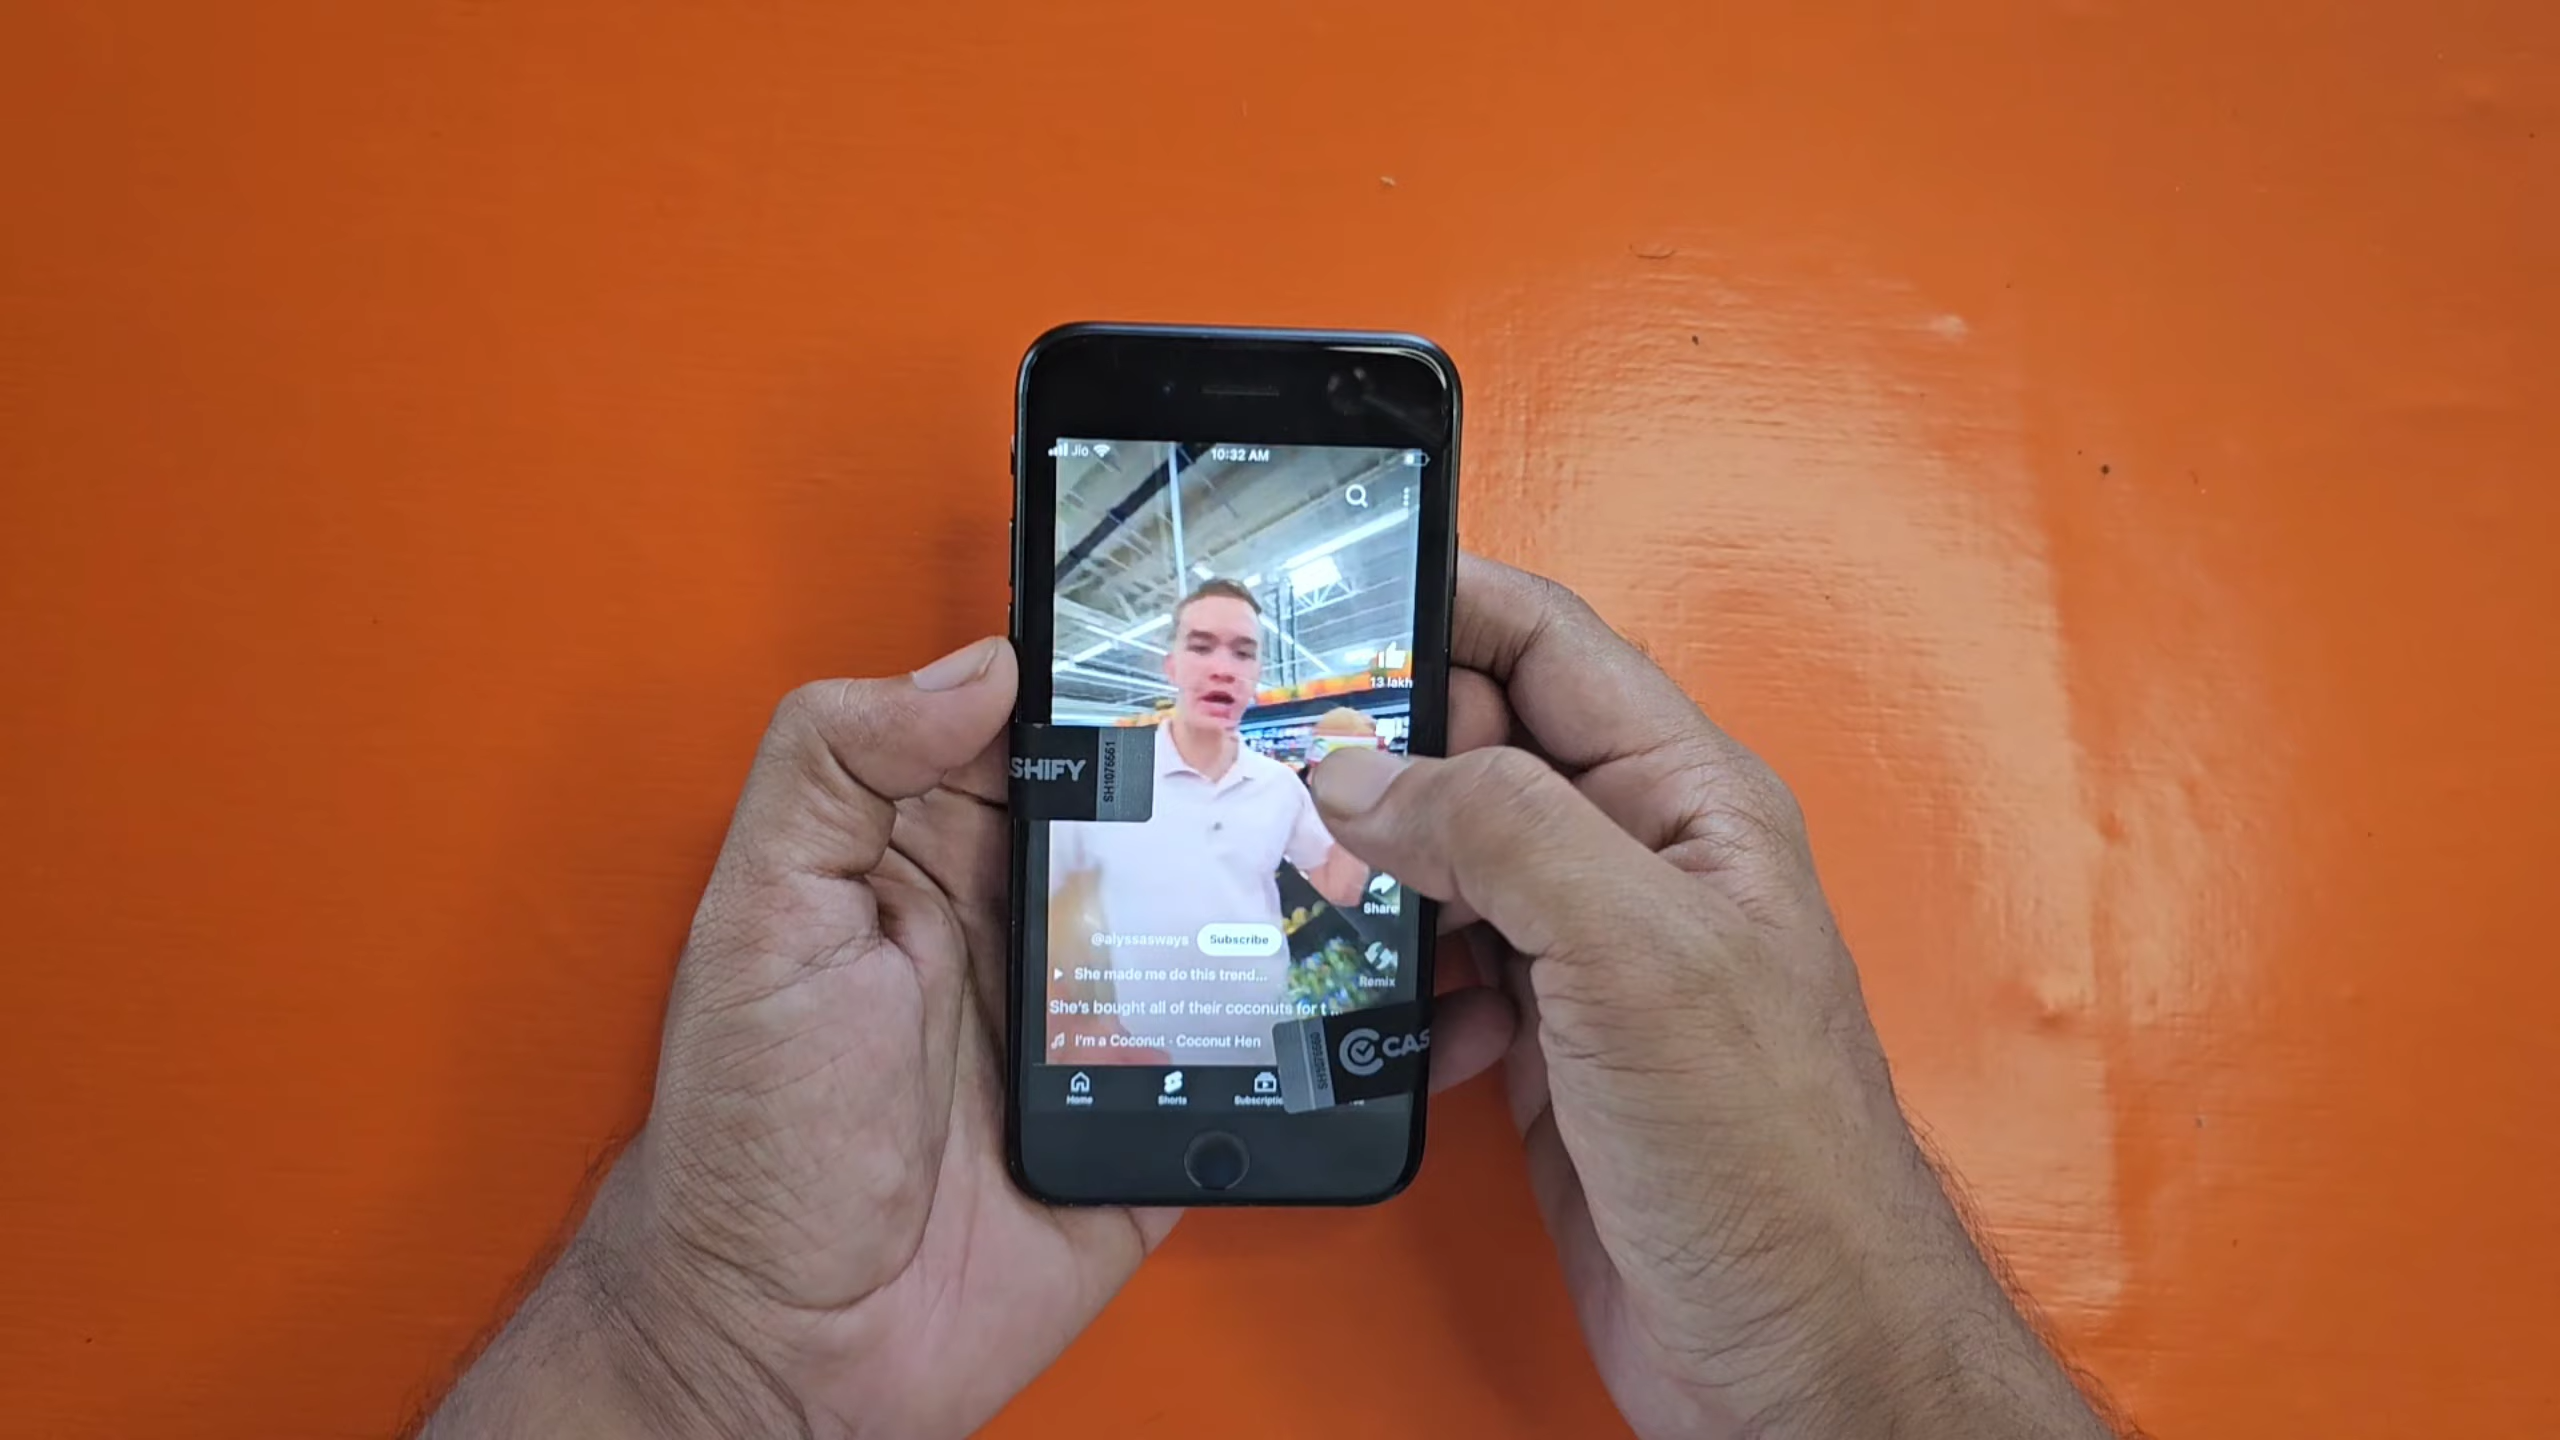 Jio
10:32 AM
13 lakh
SHIFY
SH1076661
Share
@alyssasways Subscribe
Remix
She made me do this trend...
She's bought all of their coconuts for t ...
I'm a Coconut · Coconut Hen
CAS
Home
Shorts